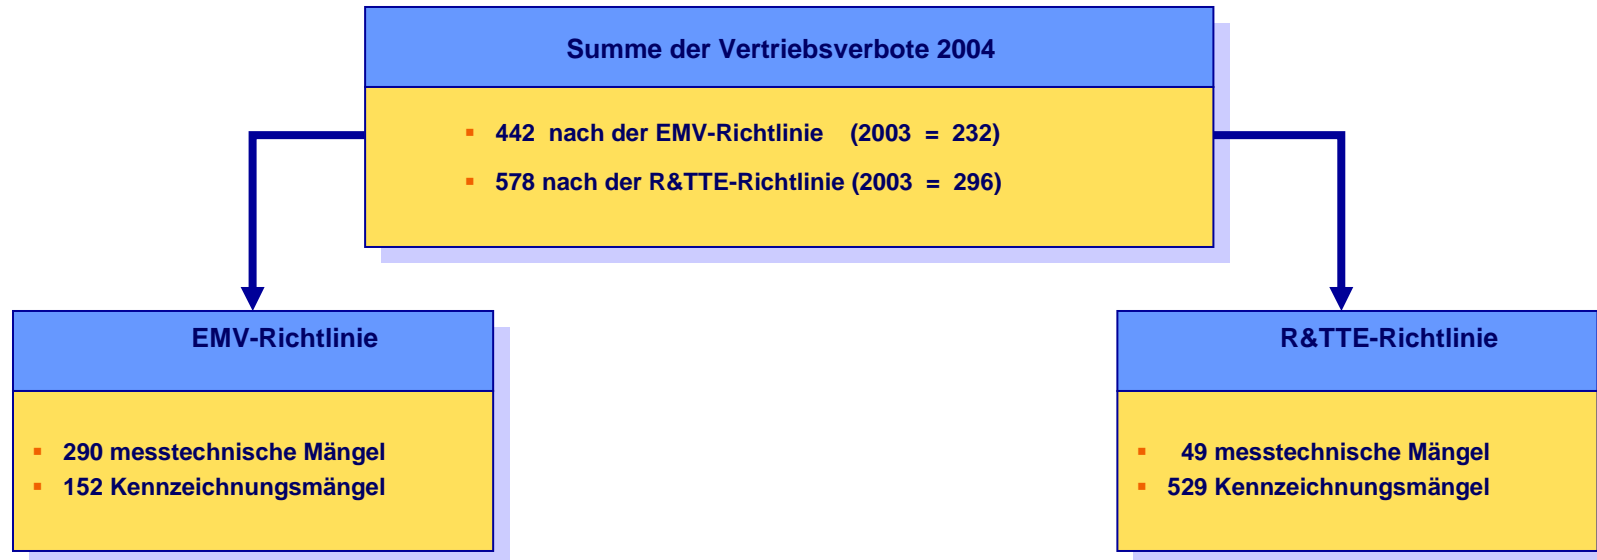 Summe der Vertriebsverbote 2004
▪ 442 nach der EMV-Richtlinie (2003 = 232)
▪ 578 nach der R&TTE-Richtlinie (2003 = 296)
EMV-Richtlinie
▪ 290 messtechnische Mängel
▪ 152 Kennzeichnungsmängel
R&TTE-Richtlinie
▪ 49 messtechnische Mängel
▪ 529 Kennzeichnungsmängel